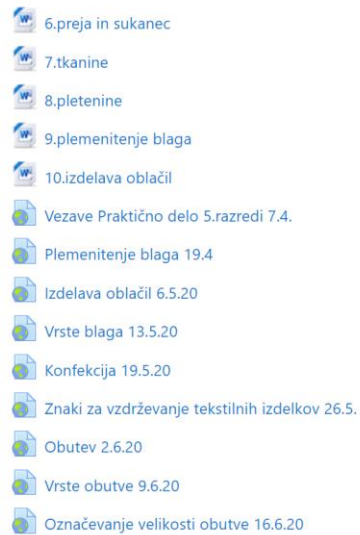 6.preja in sukanec
7.tkanine
8.pletenine
9.plemenitenje blaga
10.izdelava oblačil
Vezave Praktično delo 5.razredi 7.4.
Plemenitenje blaga 19.4
Izdelava oblačil 6.5.20
Vrste blaga 13.5.20
Konfekcija 19.5.20
Znaki za vzdrževanje tekstilnih izdelkov 26.5.
Obutev 2.6.20
Vrste obutve 9.6.20
Označevanje velikosti obutve 16.6.20